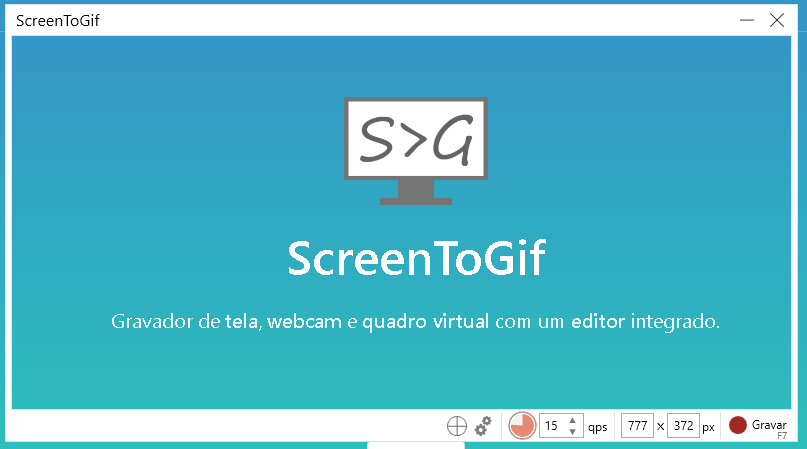 ScreenToGif
S>G
ScreenToGif
Gravador de tela, webcam e quadro virtual com um editor integrado.
15 qps 777 x 372 px Gravar
F7